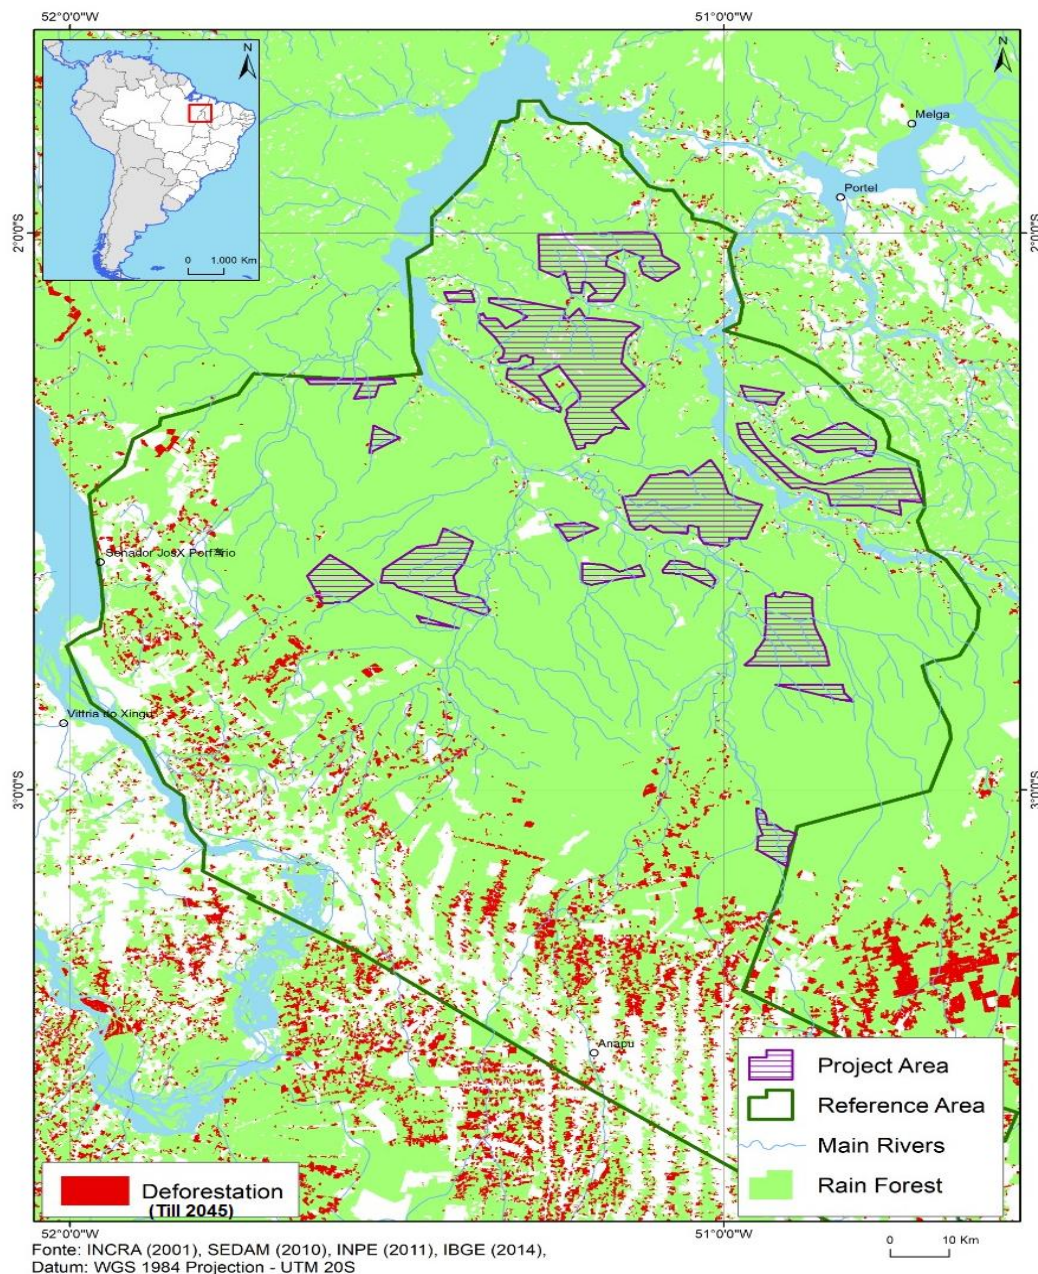 52°0'0"W
51°0'0"W
N
N
0 1.000 Km
Melga
Portel
2°0'0"S
2°0'0"S
Vittria do Xingu
3°0'0"S
3°0'0"S
Anapu
Project Area
Reference Area
Main Rivers
Rain Forest
Deforestation
(Till 2045)
52°0'0"W
51°0'0"W
0 10 Km
Fonte: INCRA (2001), SEDAM (2010), INPE (2011), IBGE (2014),
Datum: WGS 1984 Projection - UTM 20S
Senador JosX